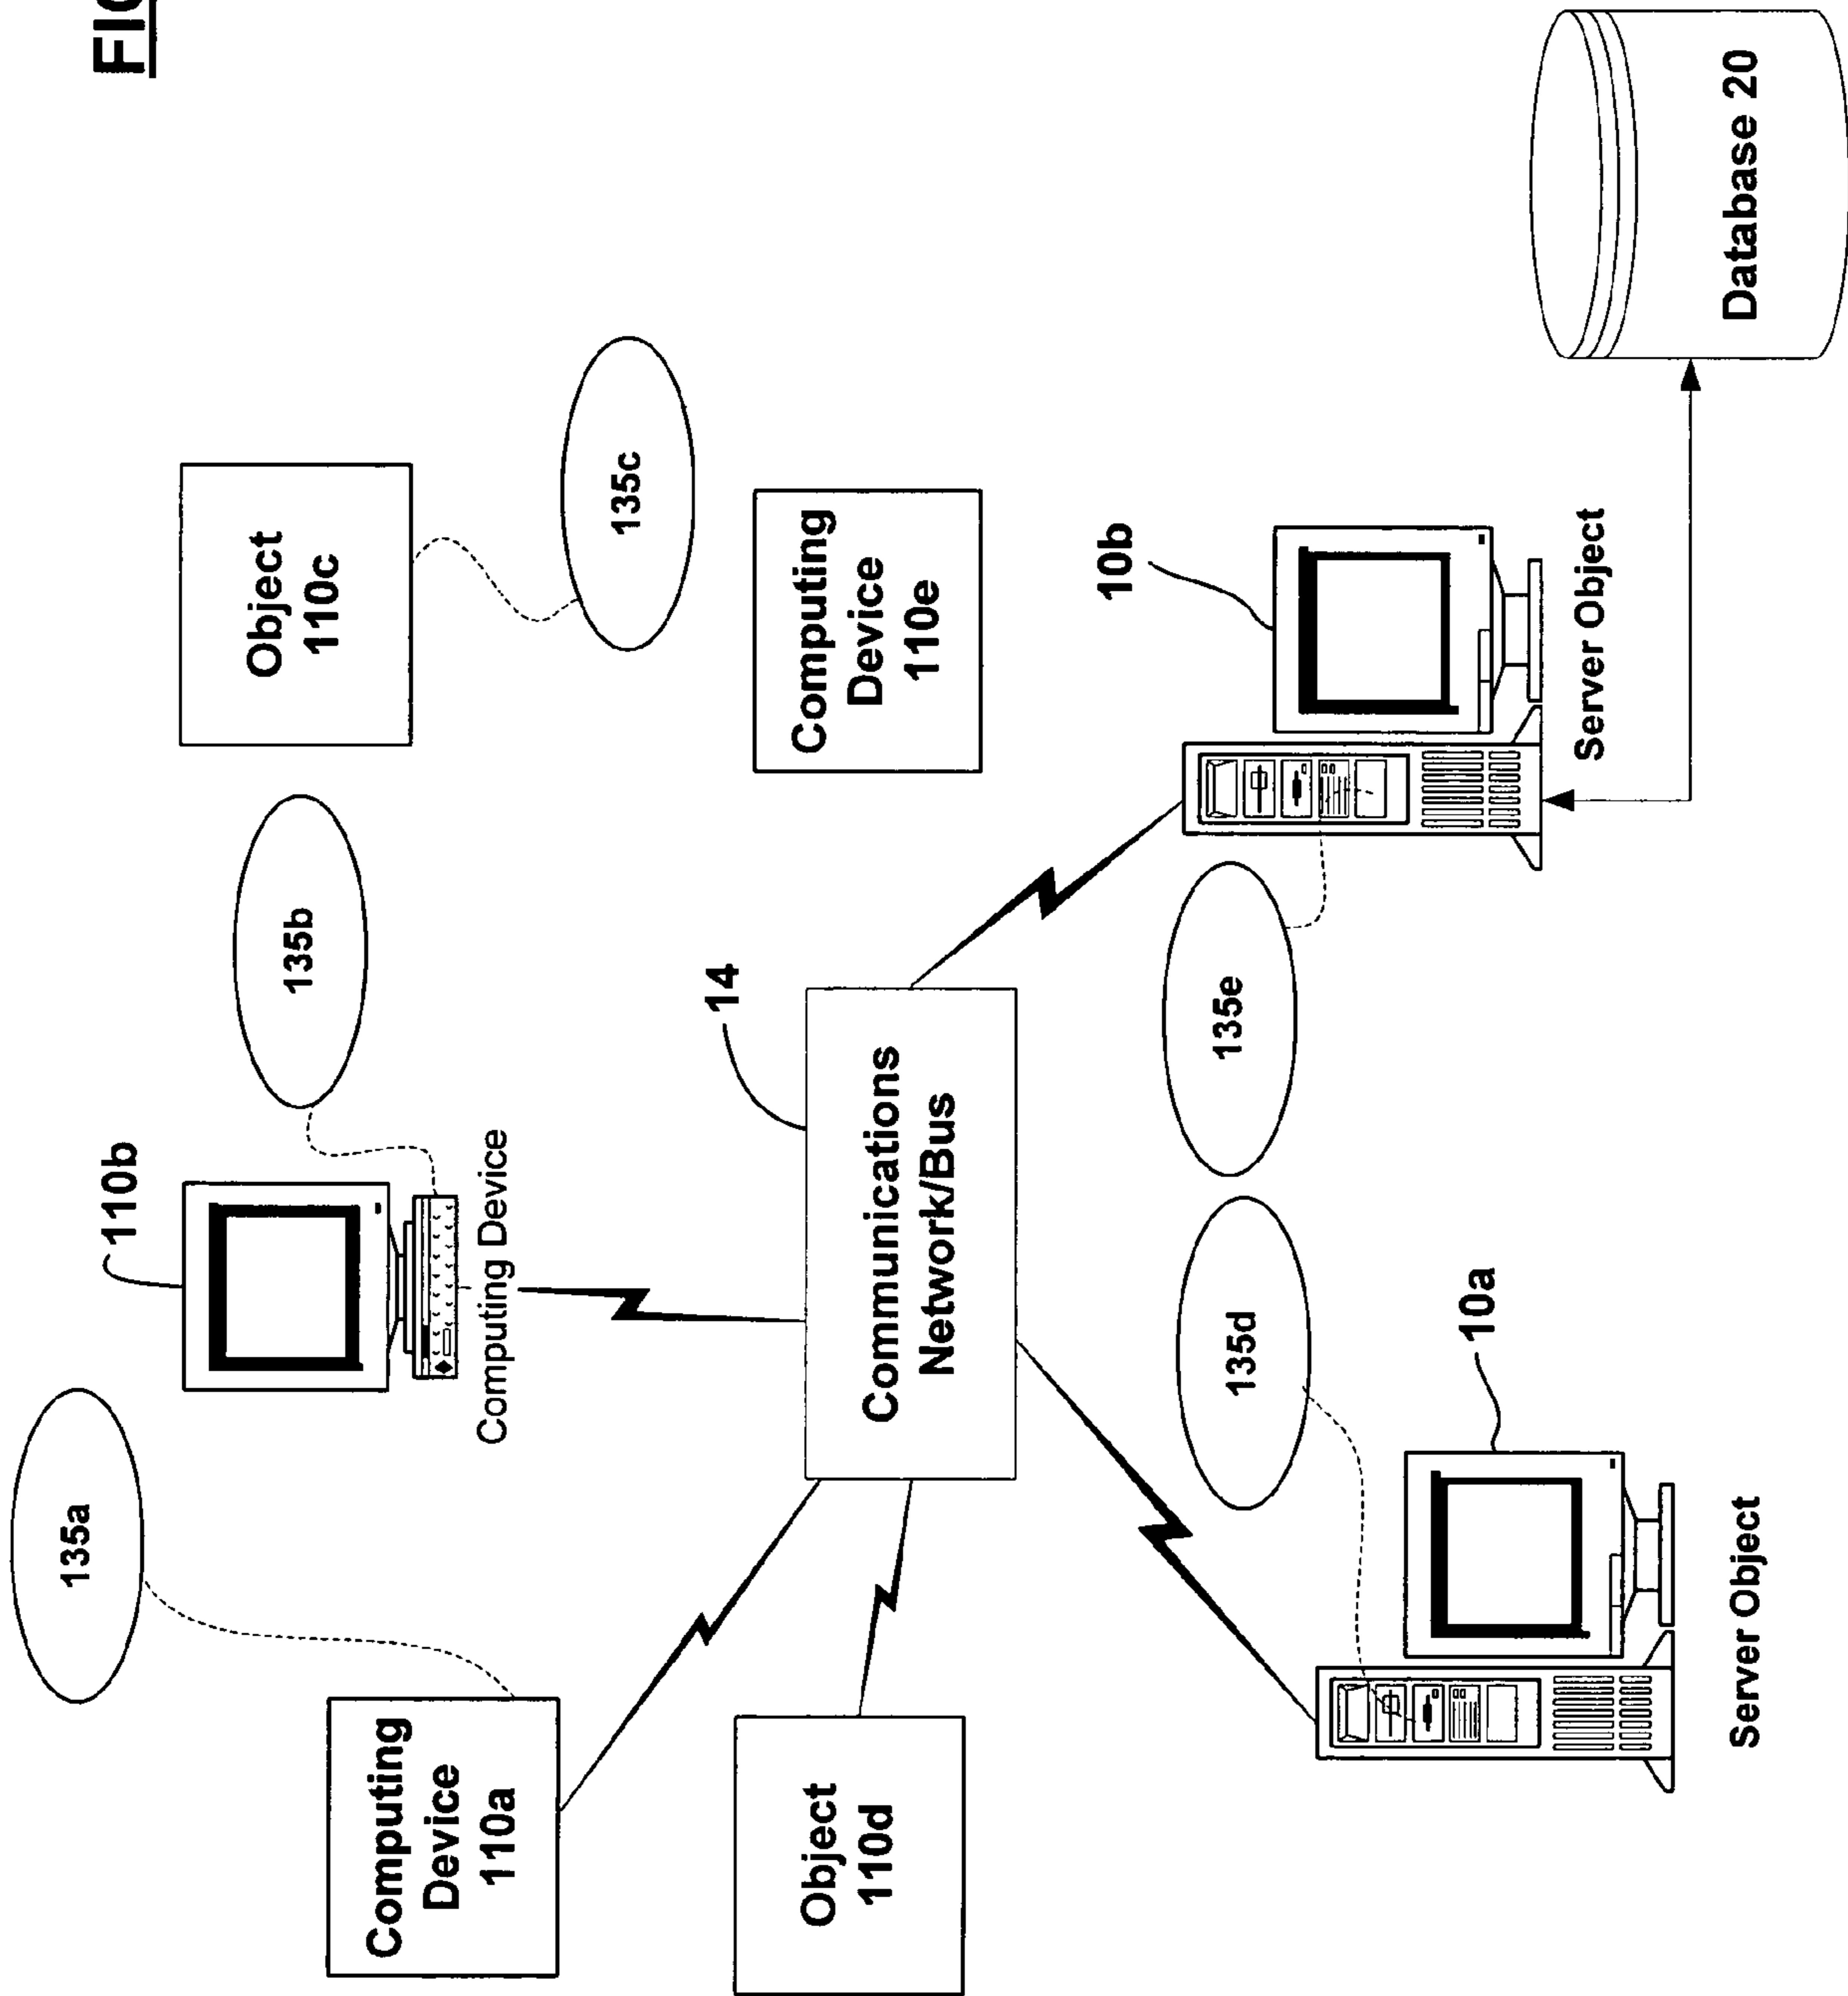 135a
110b
135b
Object
110c
Computing
Device
110a
Computing Device
135c
14
Object
110d
Communications
Network/Bus
Computing
Device
110e
135d
135e
10b
10a
Server Object
Server Object
Database 20